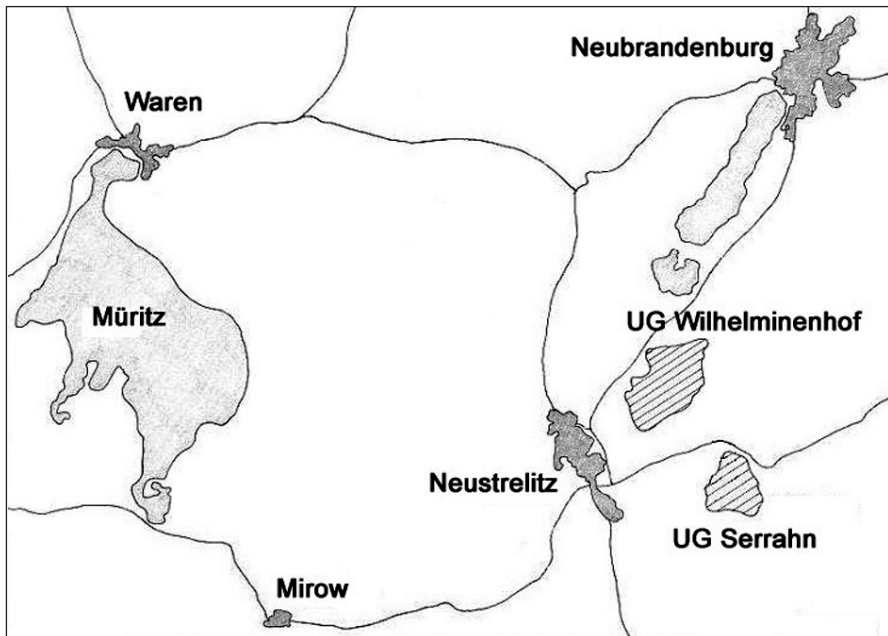 Neubrandenburg
Waren
Müritz
UG Wilhelminenhof
Neustrelitz
UG Serrahn
Mirow